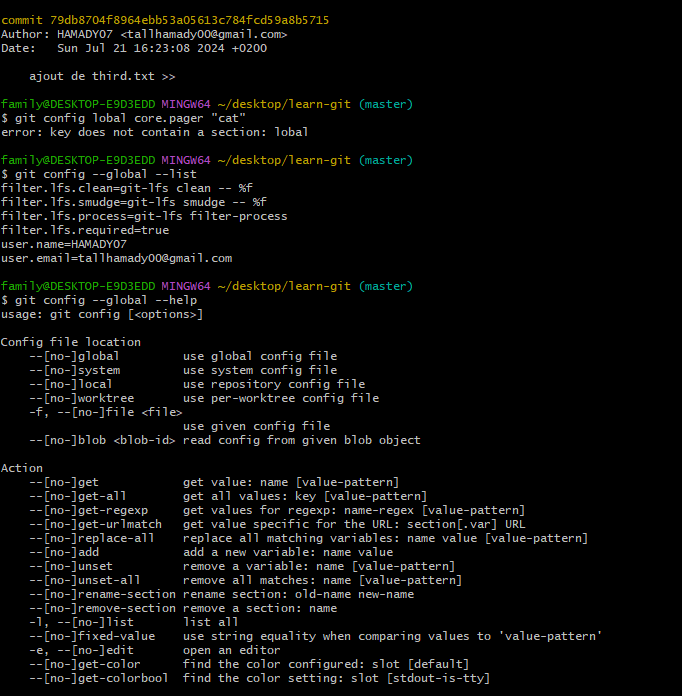 commit 79db8704f8964ebb53a05613c784fcd59a8b5715
Author: HAMADY07 <tallhamady00@gmail.com>
Date:   Sun Jul 21 16:23:08 2024 +0200

    ajout de third.txt >>

family@DESKTOP-E9D3EDD MINGW64 ~/desktop/learn-git (master)
$ git config lobal core.pager "cat"
error: key does not contain a section: lobal

family@DESKTOP-E9D3EDD MINGW64 ~/desktop/learn-git (master)
$ git config --global --list
filter.lfs.clean=git-lfs clean -- %f
filter.lfs.smudge=git-lfs smudge -- %f
filter.lfs.process=git-lfs filter-process
filter.lfs.required=true
user.name=HAMADY07
user.email=tallhamady00@gmail.com

family@DESKTOP-E9D3EDD MINGW64 ~/desktop/learn-git (master)
$ git config --global --help
usage: git config [<options>]

Config file location
    --[no-]global         use global config file
    --[no-]system         use system config file
    --[no-]local          use repository config file
    --[no-]worktree       use per-worktree config file
    -f, --[no-]file <file>
                          use given config file
    --[no-]blob <blob-id> read config from given blob object

Action
    --[no-]get            get value: name [value-pattern]
    --[no-]get-all        get all values: key [value-pattern]
    --[no-]get-regexp     get values for regexp: name-regex [value-pattern]
    --[no-]get-urlmatch   get value specific for the URL: section[.var] URL
    --[no-]replace-all    replace all matching variables: name value [value-pattern]
    --[no-]add            add a new variable: name value
    --[no-]unset          remove a variable: name [value-pattern]
    --[no-]unset-all      remove all matches: name [value-pattern]
    --[no-]rename-section rename section: old-name new-name
    --[no-]remove-section remove a section: name
    -l, --[no-]list       list all
    --[no-]fixed-value    use string equality when comparing values to 'value-pattern'
    -e, --[no-]edit       open an editor
    --[no-]get-color      find the color configured: slot [default]
    --[no-]get-colorbool  find the color setting: slot [stdout-is-tty]